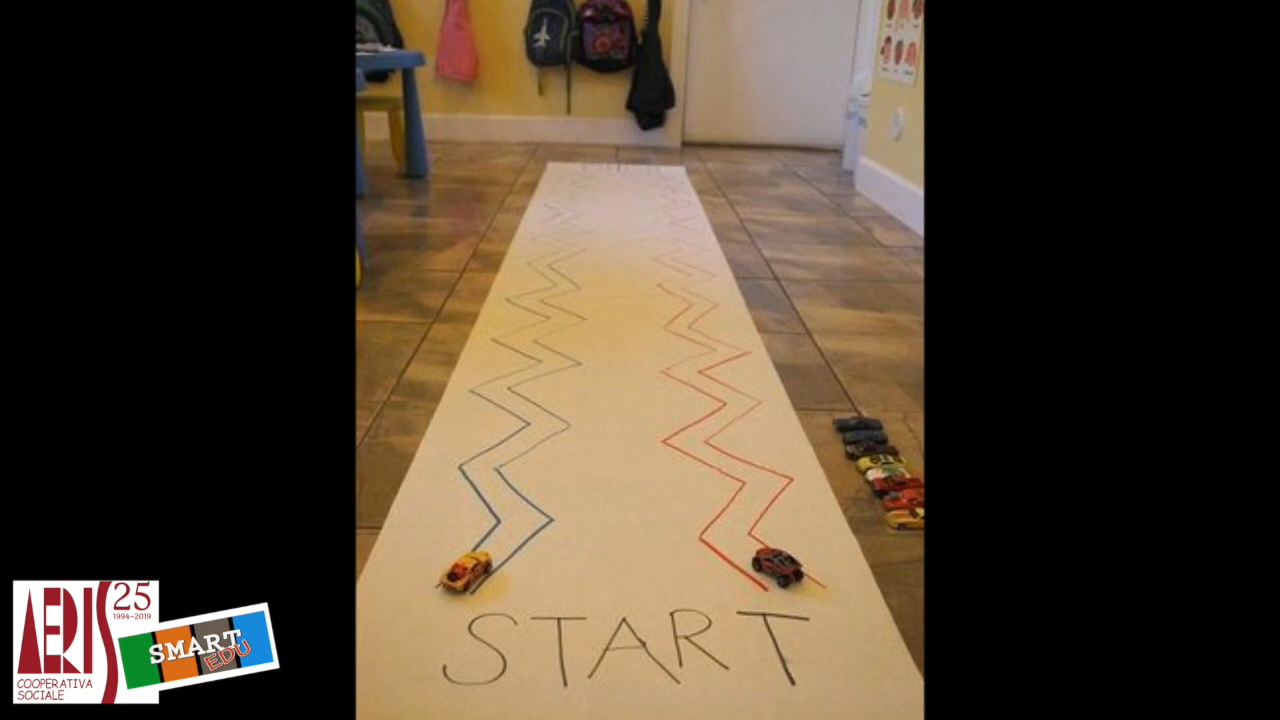 START
AERIS 25
1994-2019
COOPERATIVA
SOCIALE
SMART
EDU